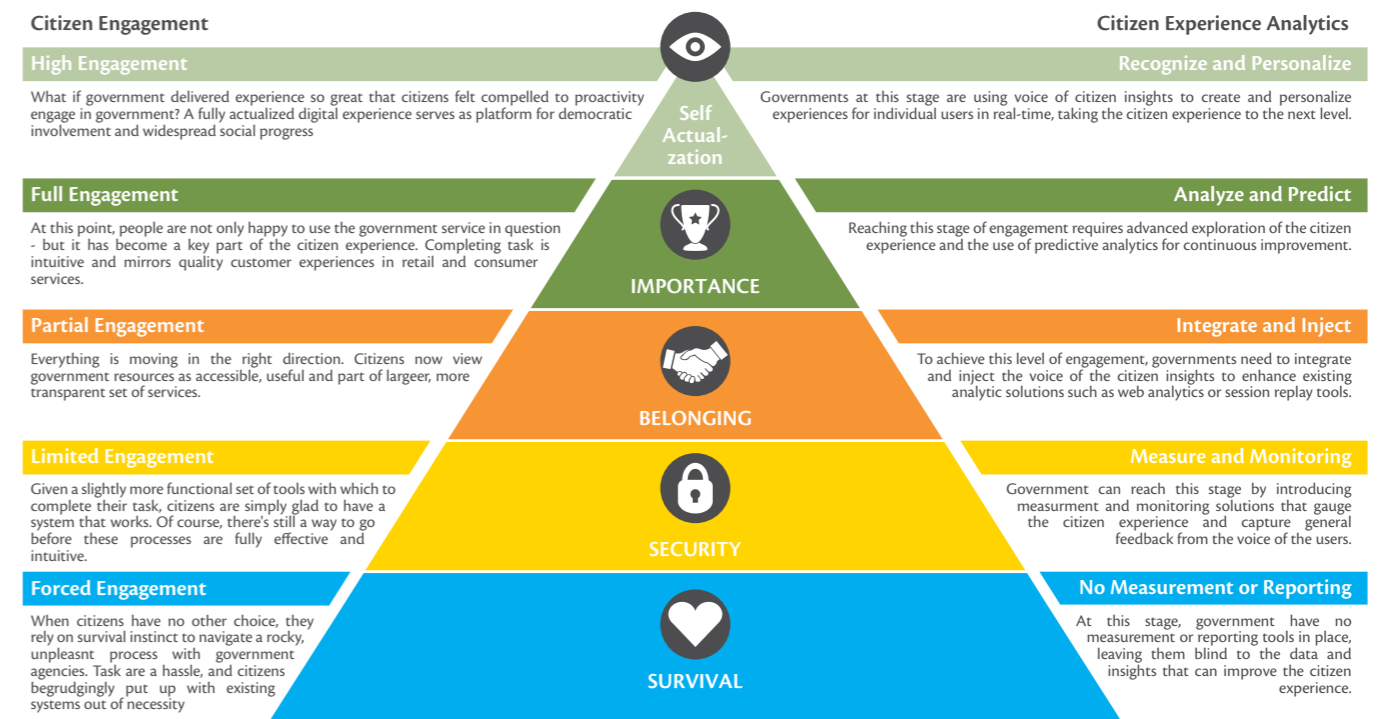 Citizen Engagement
Citizen Experience Analytics
High Engagement
What if government delivered experience so great that citizens felt compelled to proactivity
engage in government? A fully actualized digital experience serves as platform for democratic
involvement and widespread social progress
Self
Actual-
zation
Recognize and Personalize
Governments at this stage are using voice of citizen insights to create and personalize
experiences for individual users in real-time, taking the citizen experience to the next level.
Full Engagement
At this point, people are not only happy to use the government service in question
- but it has become a key part of the citizen experience. Completing task is
intuitive and mirrors quality customer experiences in retail and consumer
services.
IMPORTANCE
Analyze and Predict
Reaching this stage of engagement requires advanced exploration of the citizen
experience and the use of predictive analytics for continuous improvement.
Partial Engagement
Everything is moving in the right direction. Citizens now view
government resources as accessible, useful and part of largeer, more
transparent set of services.
BELONGING
Integrate and Inject
To achieve this level of engagement, governments need to integrate
and inject the voice of the citizen insights to enhance existing
analytic solutions such as web analytics or session replay tools.
Limited Engagement
Given a slightly more functional set of tools with which to
complete their task, citizens are simply glad to have a
system that works. Of course, there's still a way to go
before these processes are fully effective and
intuitive.
SECURITY
Measure and Monitoring
Government can reach this stage by introducing
measurment and monitoring solutions that gauge
the citizen experience and capture general
feedback from the voice of the users.
Forced Engagement
When citizens have no other choice, they
rely on survival instinct to navigate a rocky,
unpleasnt process with government
agencies. Task are a hassle, and citizens
begrudgingly put up with existing
systems out of necessity
SURVIVAL
No Measurement or Reporting
At this stage, government have no
measurement or reporting tools in place,
leaving them blind to the data and
insights that can improve the citizen
experience.